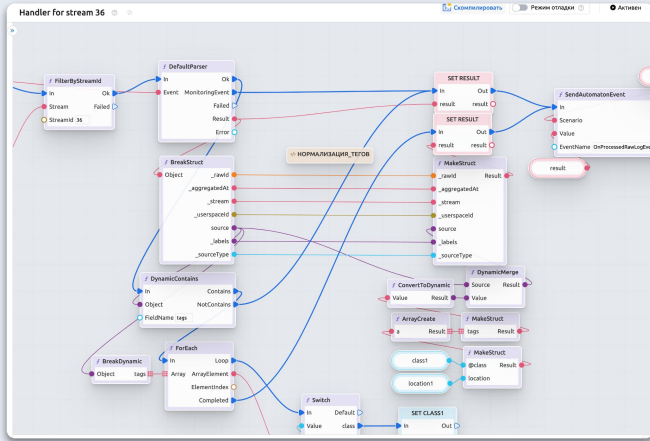 Handler for stream 36
Скомпилировать
Режим отладки
Активен
FilterByStreamId
In Ok
Stream Failed
StreamId 36
DefaultParser
In Ok
Event MonitoringEvent
Failed
Result
Error
SET RESULT
In Out
result result
SET RESULT
In Out
result result
SendAutomatonEvent
In
Scenario
Value
EventName OnProcessedRawLogEve
result
</> НОРМАЛИЗАЦИЯ_ТЕГОВ
BreakStruct
Object _rawId
_aggregatedAt
_stream
_userspaceId
source
_labels
_sourceType
MakeStruct
_rawId Result
_aggregatedAt
_stream
_userspaceId
source
_labels
_sourceType
DynamicContains
In Contains
Object NotContains
FieldName tags
DynamicMerge
Source Result
Value
ConvertToDynamic
Value Result
ArrayCreate
a Result
MakeStruct
tags Result
MakeStruct
@class Result
location
class1
location1
BreakDynamic
Object tags
ForEach
In Loop
Array ArrayElement
ElementIndex
Completed
Switch
In Default
Value class
SET CLASS1
In Out